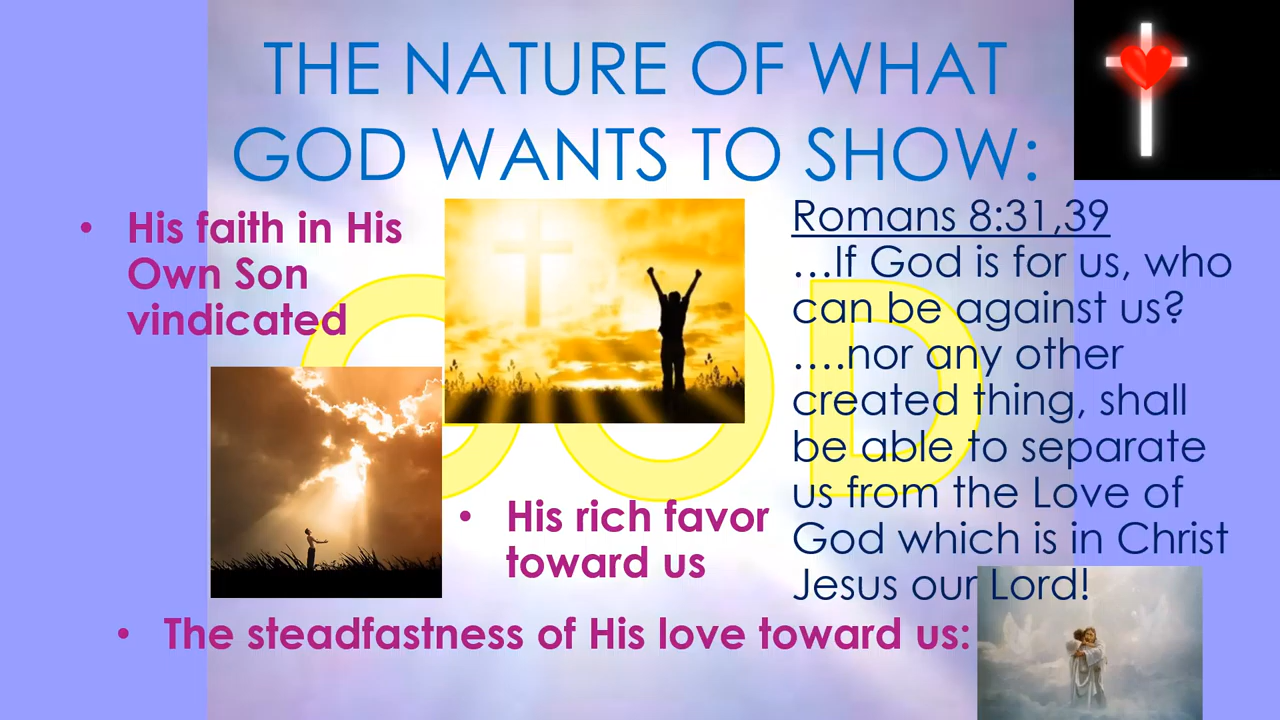 THE NATURE OF WHAT
GOD WANTS TO SHOW:
• His faith in His
Own Son
vindicated
GOD
• His rich favor
toward us
• The steadfastness of His love toward us:
Romans 8:31,39
...If God is for us, who
can be against us?
....nor any other
created thing, shall
be able to separate
us from the Love of
God which is in Christ
Jesus our Lord!